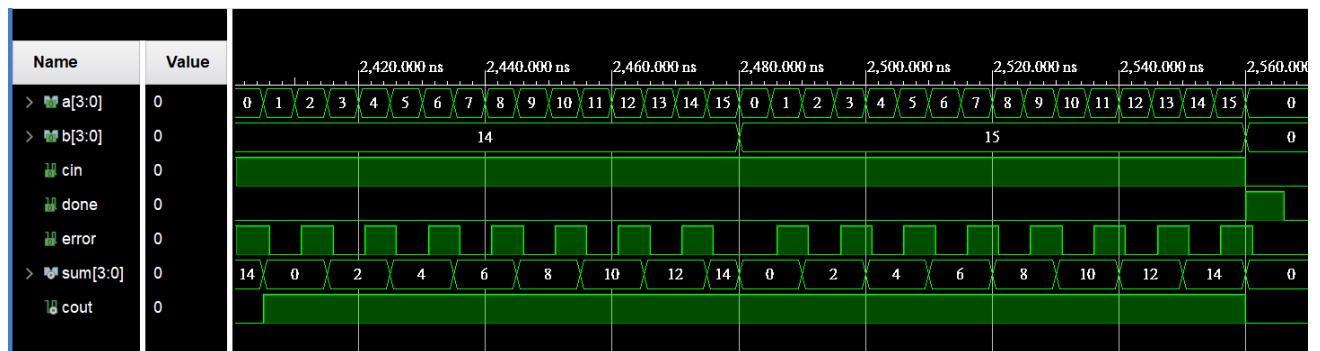 Name Value 2,420.000 ns 2,440.000 ns 2,460.000 ns 2,480.000 ns 2,500.000 ns 2,520.000 ns 2,540.000 ns 2,560.000
a[3:0] 0 0 1 2 3 4 5 6 7 8 9 10 11 12 13 14 15 0 1 2 3 4 5 6 7 8 9 10 11 12 13 14 15 0
b[3:0] 0 14 15 0
cin 0
done 0
error 0
sum[3:0] 0 14 0 2 4 6 8 10 12 14 0 2 4 6 8 10 12 14 0
cout 0